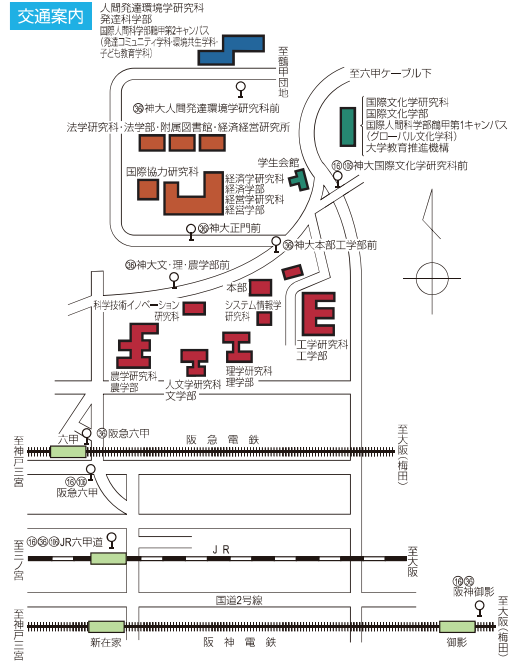 交通案内
人間発達環境学研究科
発達科学部
国際人間科学部鶴甲第2キャンパス
(発達コミュニティ学科・環境共生学科・
子ども教育学科)
至鶴甲団地
至六甲ケーブル下
㊱神大人間発達環境学研究科前
国際文化学研究科
国際文化学部
国際人間科学部鶴甲第1キャンパス
(グローバル文化学科)
大学教育推進機構
法学研究科・法学部・附属図書館・経済経営研究所
学生会館
神大国際文化学研究科前
国際協力研究科
経済学研究科
経済学部
経営学研究科
経営学部
㊱神大正門前
㊱神大本部工学部前
㊱神大文・理・農学部前
本部
科学技術イノベーション
研究科
システム情報学
研究科
工学研究科
工学部
農学研究科
農学部
人文学研究科
文学部
理学研究科
理学部
至神戸三宮
六甲
㊱阪急六甲
阪急電鉄
至大阪(梅田)
阪急六甲
至三ノ宮
JR六甲道
JR
至大阪
阪神御影
国道2号線
至神戸三宮
新在家
阪神電鉄
御影
至大阪(梅田)